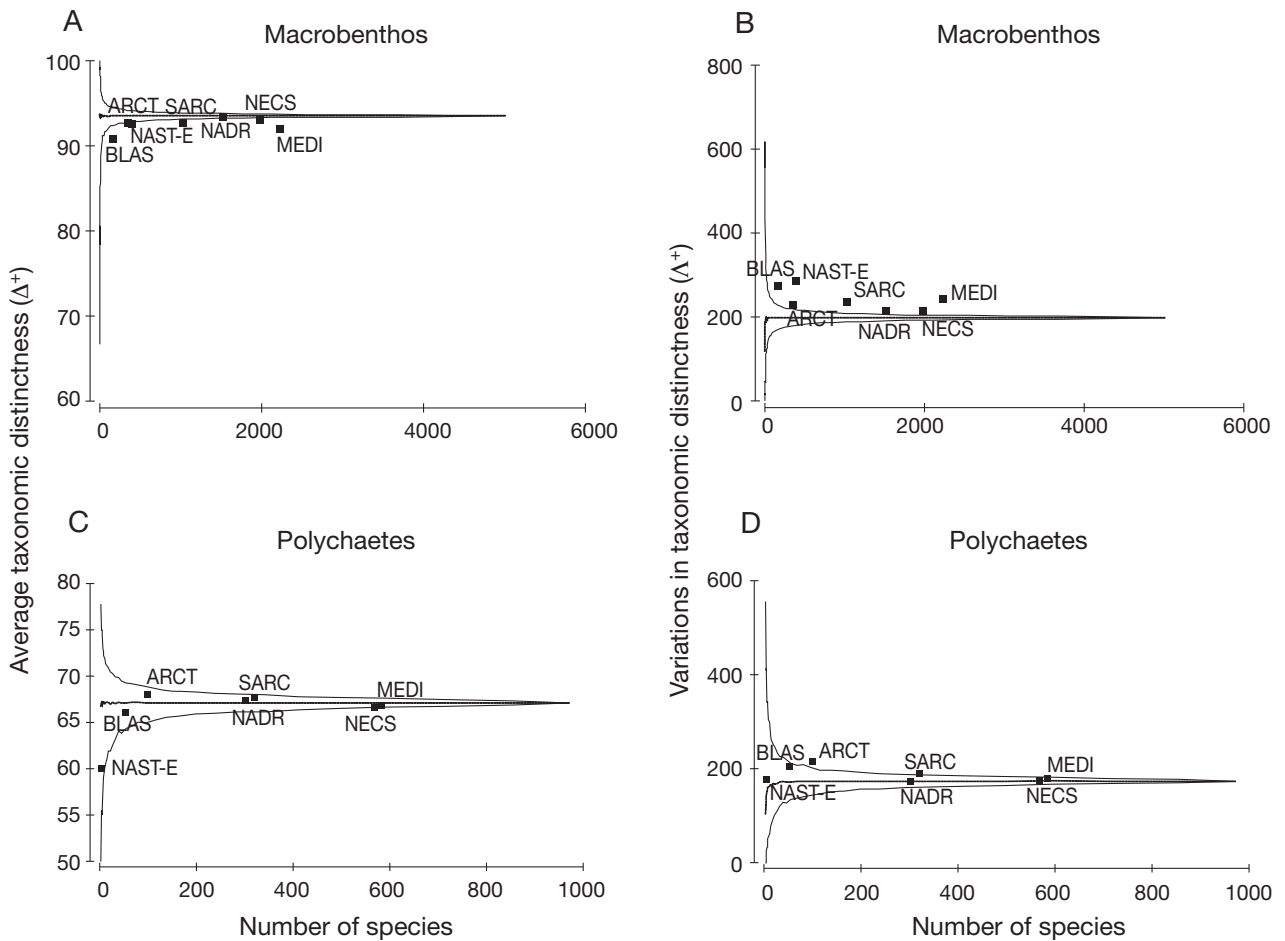 A
Macrobenthos
100
90
80
70
60
ARCT SARC NECS
NAST-E NADR
BLAS MEDI
0 2000 4000 6000
B
Macrobenthos
800
600
400
200
0
BLAS NAST-E
SARC MEDI
ARCT NADR NECS
0 2000 4000 6000
Average taxonomic distinctness (Δ⁺)
Variations in taxonomic distinctness (Λ⁺)
C
Polychaetes
80
75
70
65
60
55
50
ARCT SARC MEDI
BLAS NADR NECS
NAST-E
0 200 400 600 800 1000
Number of species
D
Polychaetes
600
400
200
0
BLAS ARCT SARC MEDI
NAST-E NADR NECS
0 200 400 600 800 1000
Number of species